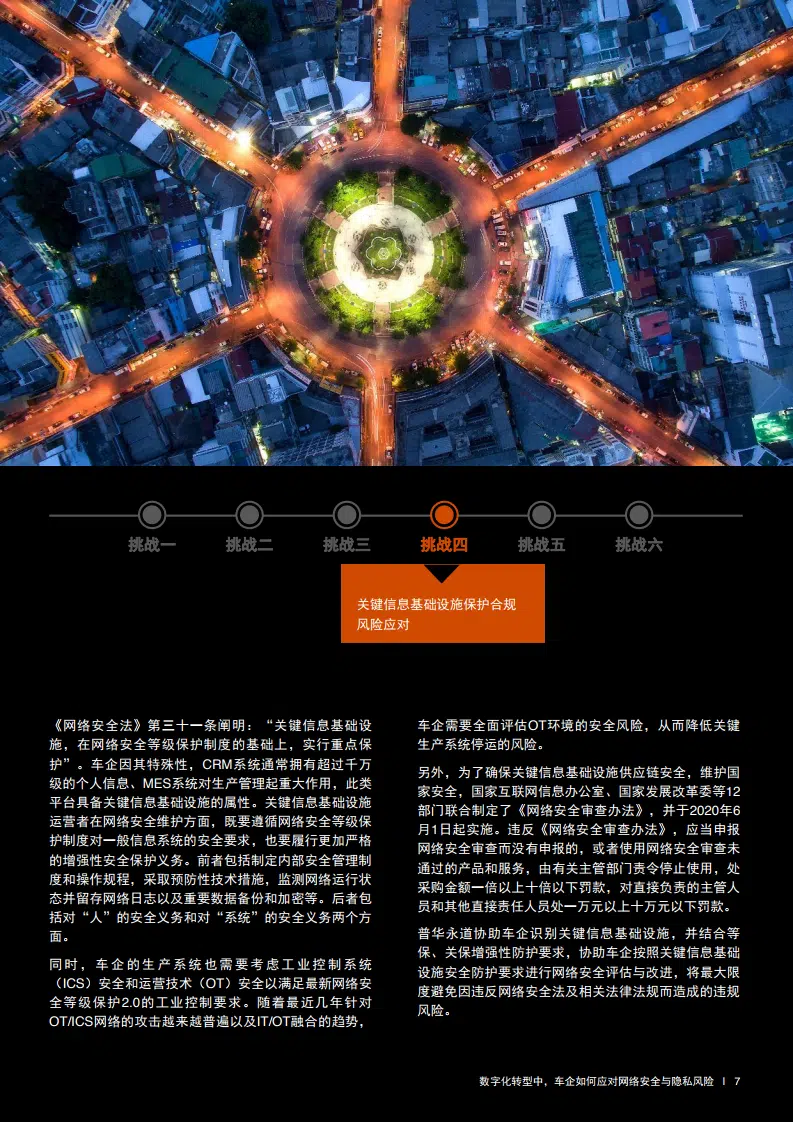 挑战一
挑战二
挑战三
挑战四
挑战五
挑战六
关键信息基础设施保护合规
风险应对
《网络安全法》第三十一条阐明：“关键信息基础设
施，在网络安全等级保护制度的基础上，实行重点保
护”。车企因其特殊性，CRM系统通常拥有超过千万
级的个人信息、MES系统对生产管理起重大作用，此类
平台具备关键信息基础设施的属性。关键信息基础设施
运营者在网络安全维护方面，既要遵循网络安全等级保
护制度对一般信息系统的安全要求，也要履行更加严格
的增强性安全保护义务。前者包括制定内部安全管理制
度和操作规程，采取预防性技术措施，监测网络运行状
态并留存网络日志以及重要数据备份和加密等。后者包
括对“人”的安全义务和对“系统”的安全义务两个方
面。
同时，车企的生产系统也需要考虑工业控制系统
（ICS）安全和运营技术（OT）安全以满足最新网络安
全等级保护2.0的工业控制要求。随着最近几年针对
OT/ICS网络的攻击越来越普遍以及IT/OT融合的趋势，
车企需要全面评估OT环境的安全风险，从而降低关键
生产系统停运的风险。
另外，为了确保关键信息基础设施供应链安全，维护国
家安全，国家互联网信息办公室、国家发展改革委等12
部门联合制定了《网络安全审查办法》，并于2020年6
月1日起实施。违反《网络安全审查办法》，应当申报
网络安全审查而没有申报的，或者使用网络安全审查未
通过的产品和服务，由有关主管部门责令停止使用，处
采购金额一倍以上十倍以下罚款，对直接负责的主管人
员和其他直接责任人员处一万元以上十万元以下罚款。
普华永道协助车企识别关键信息基础设施，并结合等
保、关保增强性防护要求，协助车企按照关键信息基础
设施安全防护要求进行网络安全评估与改进，将最大限
度避免因违反网络安全法及相关法律法规而造成的违规
风险。
数字化转型中，车企如何应对网络安全与隐私风险 I 7